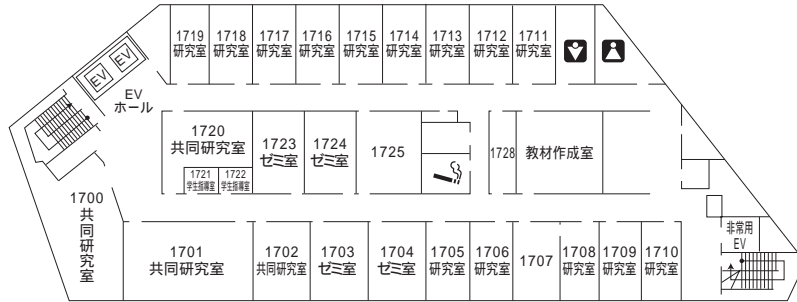 1719
研究室
1718
研究室
1717
研究室
1716
研究室
1715
研究室
1714
研究室
1713
研究室
1712
研究室
1711
研究室
EV
EV
EV
ホール
1720
共同研究室
1721
学生指導室
1722
学生指導室
1723
ゼミ室
1724
ゼミ室
1725
1728
教材作成室
1700
共同研究室
1701
共同研究室
1702
共同研究室
1703
ゼミ室
1704
ゼミ室
1705
研究室
1706
研究室
1707
1708
研究室
1709
研究室
1710
研究室
非常用
EV